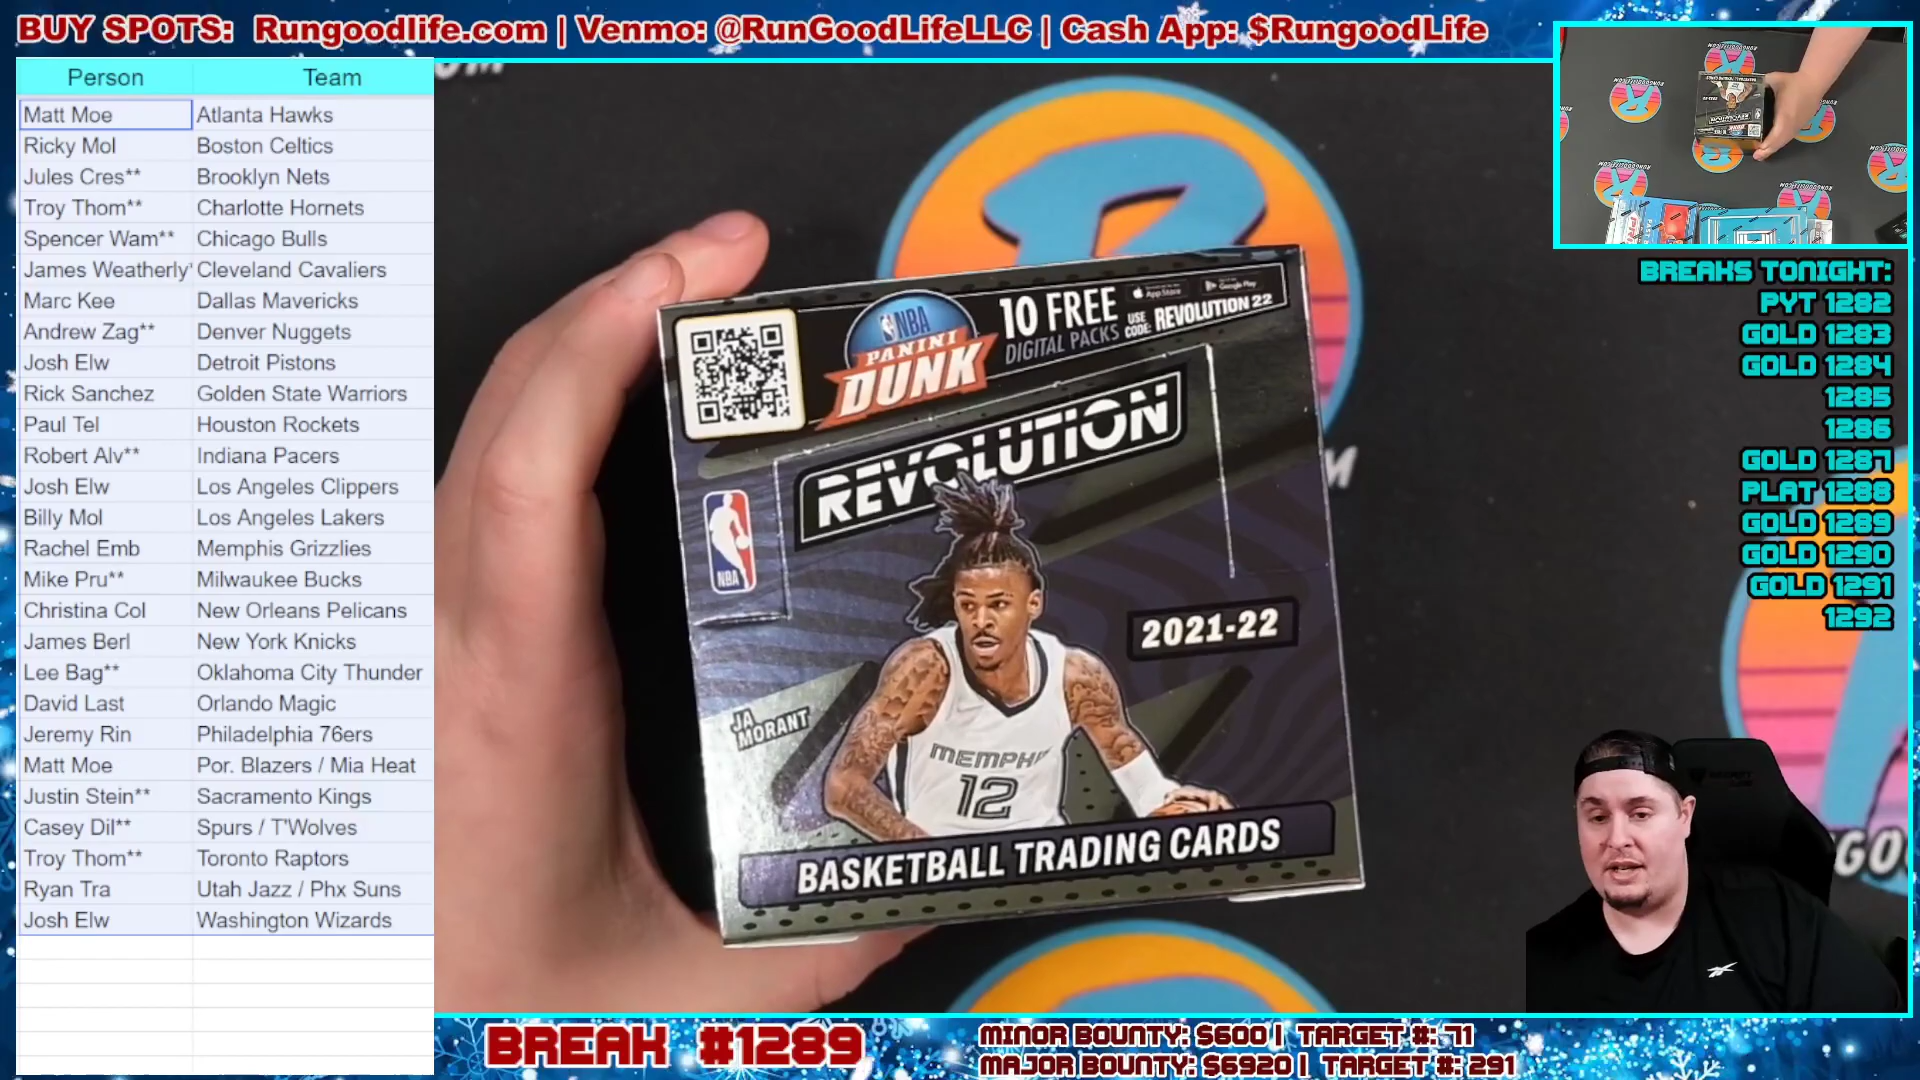 BUY SPOTS: Rungoodlife.com | Venmo: @RunGoodLifeLLC | Cash App: $RungoodLife
Person Team
Matt Moe Atlanta Hawks
Ricky Mol Boston Celtics
Jules Cres** Brooklyn Nets
Troy Thom** Charlotte Hornets
Spencer Wam** Chicago Bulls
James Weatherly* Cleveland Cavaliers
Marc Kee Dallas Mavericks
Andrew Zag** Denver Nuggets
Josh Elw Detroit Pistons
Rick Sanchez Golden State Warriors
Paul Tel Houston Rockets
Robert Alv** Indiana Pacers
Josh Elw Los Angeles Clippers
Billy Mol Los Angeles Lakers
Rachel Emb Memphis Grizzlies
Mike Pru** Milwaukee Bucks
Christina Col New Orleans Pelicans
James Berl New York Knicks
Lee Bag** Oklahoma City Thunder
David Last Orlando Magic
Jeremy Rin Philadelphia 76ers
Matt Moe Por. Blazers / Mia Heat
Justin Stein** Sacramento Kings
Casey Dil** Spurs / T'Wolves
Troy Thom** Toronto Raptors
Ryan Tra Utah Jazz / Phx Suns
Josh Elw Washington Wizards
NBA
PANINI
DUNK
10 FREE
DIGITAL PACKS
App Store
Google Play
USE CODE: REVOLUTION 22
REVOLUTION
NBA
2021-22
JA
MORANT
MEMPHI
12
BASKETBALL TRADING CARDS
BREAKS TONIGHT:
PYT 1282
GOLD 1283
GOLD 1284
1285
1286
GOLD 1287
PLAT 1288
GOLD 1289
GOLD 1290
GOLD 1291
1292
BREAK #1289
MINOR BOUNTY: $600 | TARGET #: 71
MAJOR BOUNTY: $6920 | TARGET #: 291